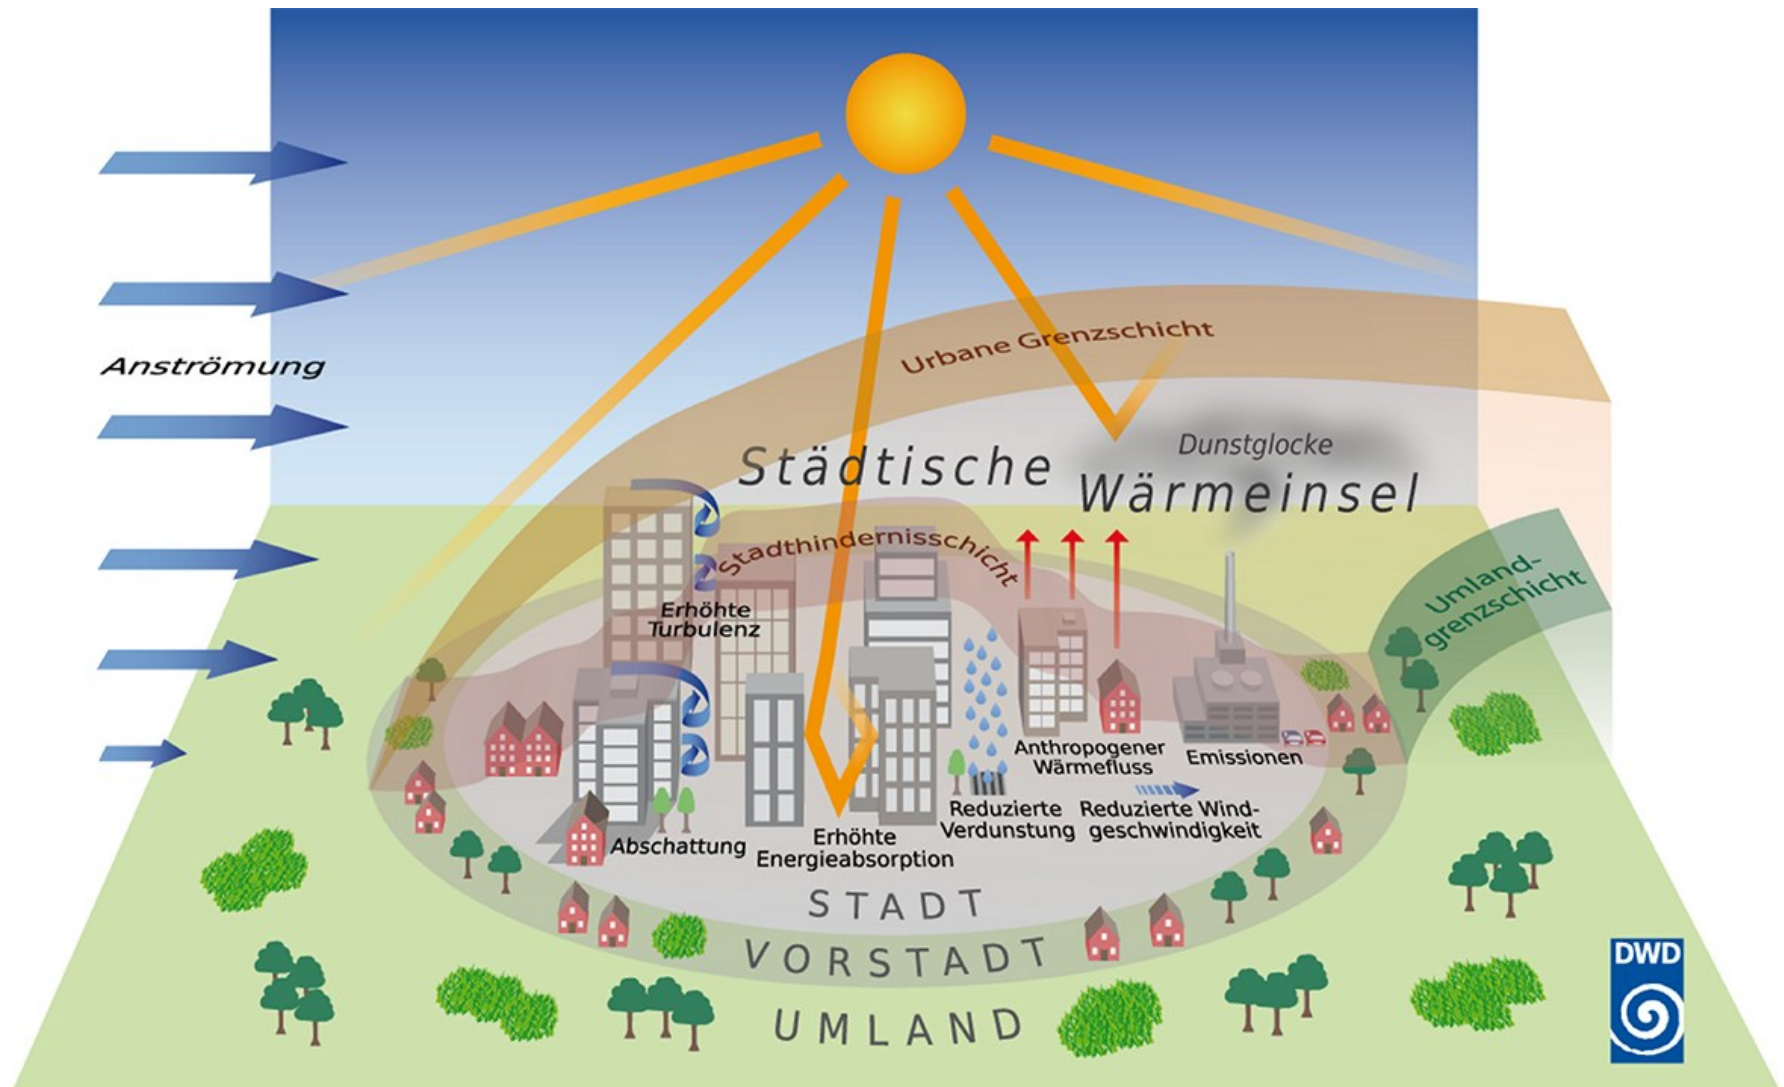 Anströmung
Urbane Grenzschicht
Dunstglocke
Städtische
Wärmeinsel
Stadthindernisschicht
Umland-
grenzschicht
Erhöhte
Turbulenz
Anthropogener
Wärmefluss
Emissionen
Reduzierte
Verdunstung
Reduzierte Wind-
geschwindigkeit
Abschattung
Erhöhte
Energieabsorption
STADT
VORSTADT
UMLAND
DWD